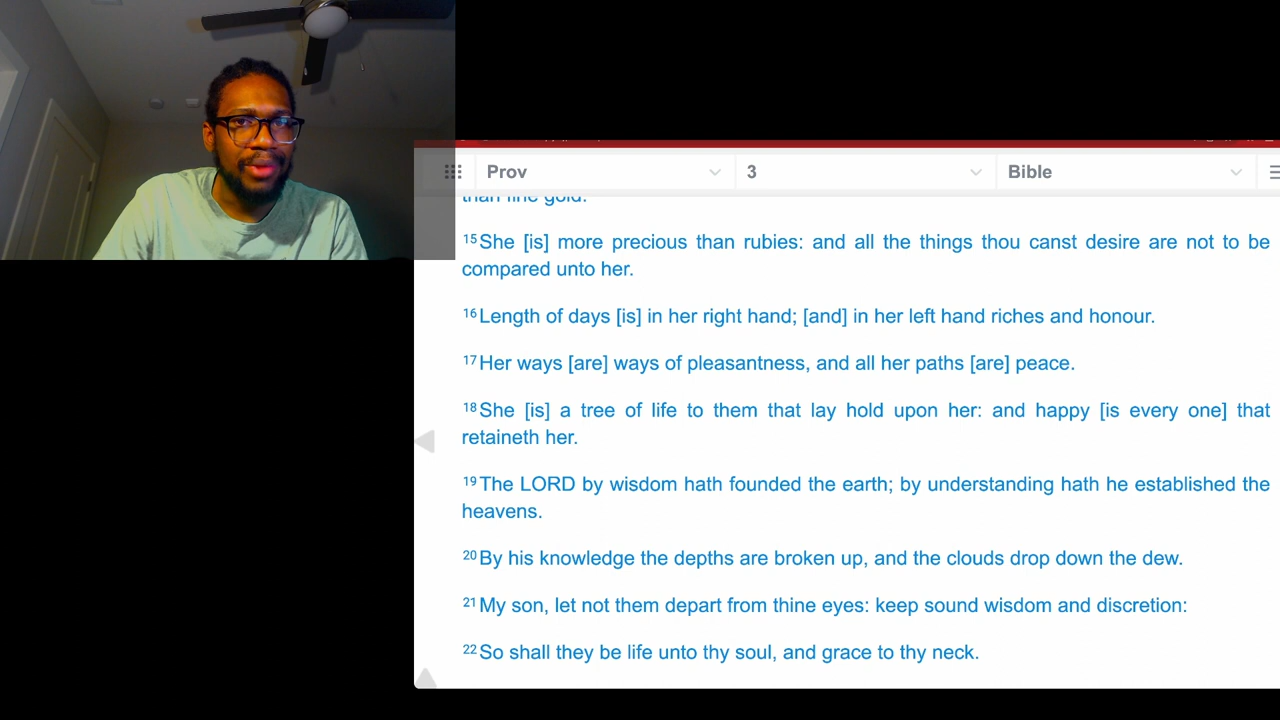 Prov
3
Bible
than fine gold.
15She [is] more precious than rubies: and all the things thou canst desire are not to be
compared unto her.
16Length of days [is] in her right hand; [and] in her left hand riches and honour.
17Her ways [are] ways of pleasantness, and all her paths [are] peace.
18She [is] a tree of life to them that lay hold upon her: and happy [is every one] that
retaineth her.
19The LORD by wisdom hath founded the earth; by understanding hath he established the
heavens.
20By his knowledge the depths are broken up, and the clouds drop down the dew.
21My son, let not them depart from thine eyes: keep sound wisdom and discretion:
22So shall they be life unto thy soul, and grace to thy neck.